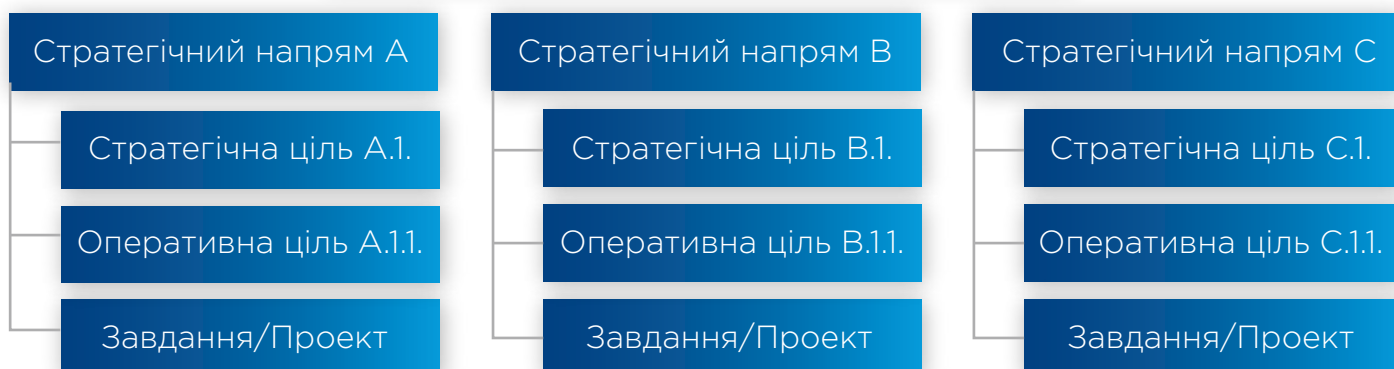 Стратегічний напрям А
Стратегічна ціль А.1.
Оперативна ціль А.1.1.
Завдання/Проект
Стратегічний напрям В
Стратегічна ціль В.1.
Оперативна ціль В.1.1.
Завдання/Проект
Стратегічний напрям С
Стратегічна ціль С.1.
Оперативна ціль С.1.1.
Завдання/Проект